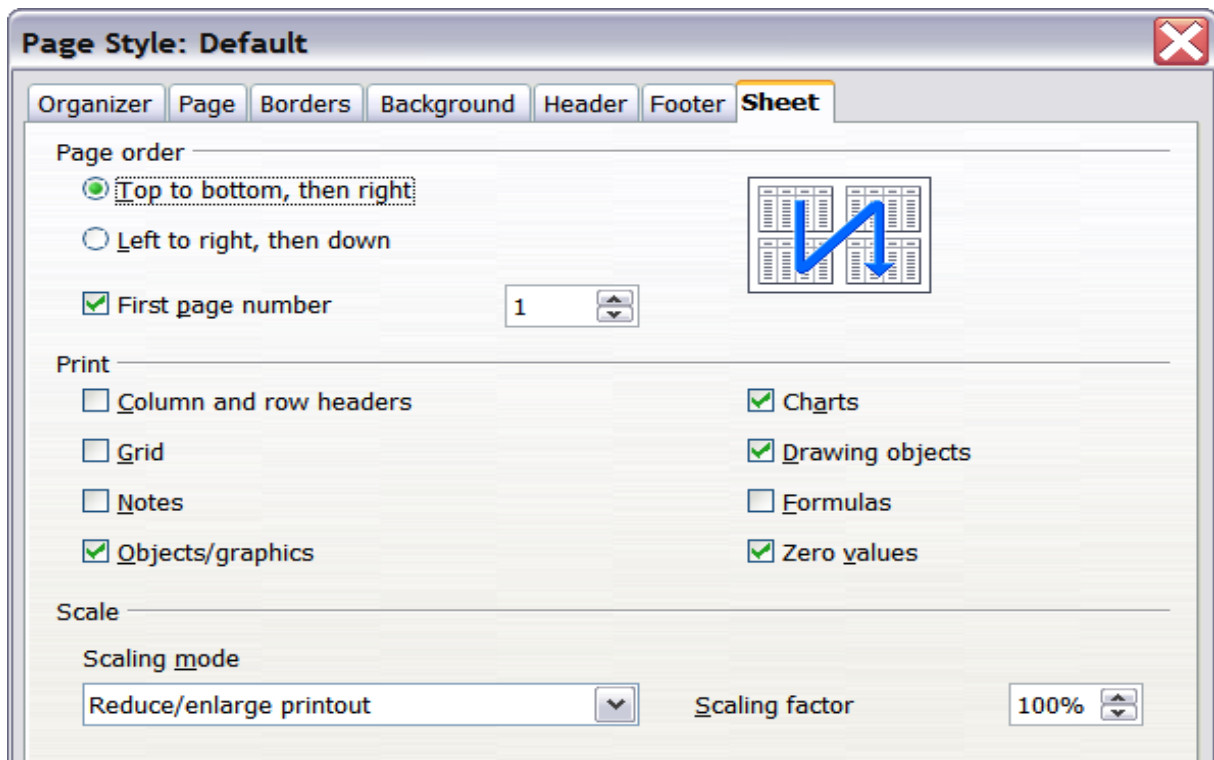 Page Style: Default
Organizer Page Borders Background Header Footer Sheet
Page order
Top to bottom, then right
Left to right, then down
First page number 1
Print
Column and row headers Charts
Grid Drawing objects
Notes Formulas
Objects/graphics Zero values
Scale
Scaling mode
Reduce/enlarge printout Scaling factor 100%